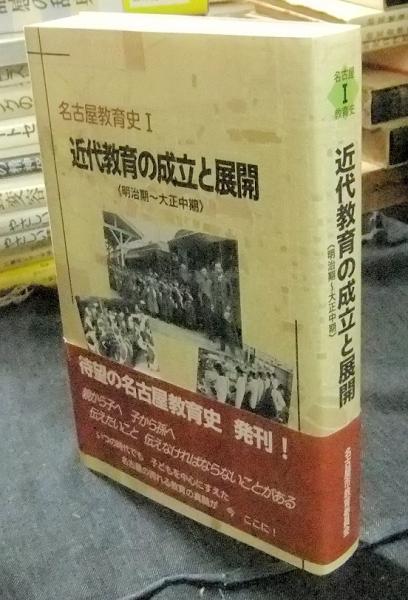 名古屋教育史Ⅰ
近代教育の成立と展開
〈明治期～大正中期〉
待望の名古屋教育史 発刊！
親から子へ 子から孫へ
伝えたいこと 伝えなければならないことがある
いつの時代でも 子どもを中心にすえた
名古屋の誇れる教育の真髄が 今 ここに！
名古屋
Ⅰ
教育史
近代教育の成立と展開
〈明治期～大正中期〉
名古屋市教育委員会